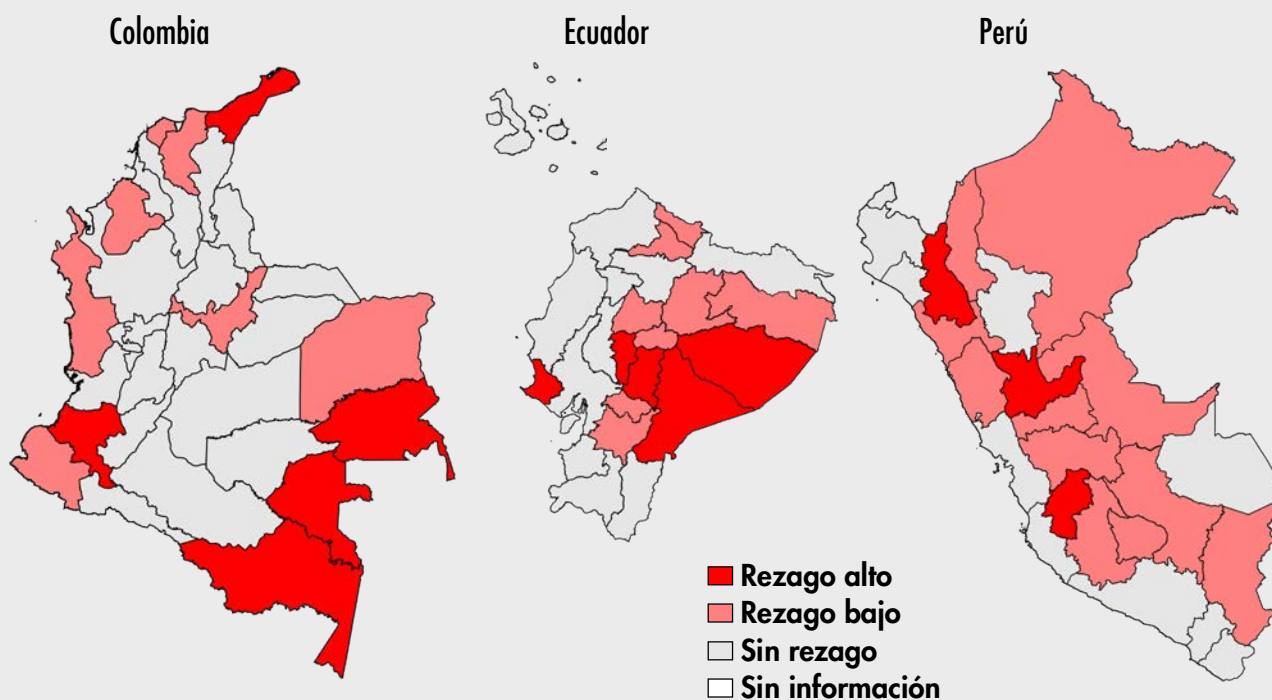 Colombia
Ecuador
Perú
Rezago alto
Rezago bajo
Sin rezago
Sin información